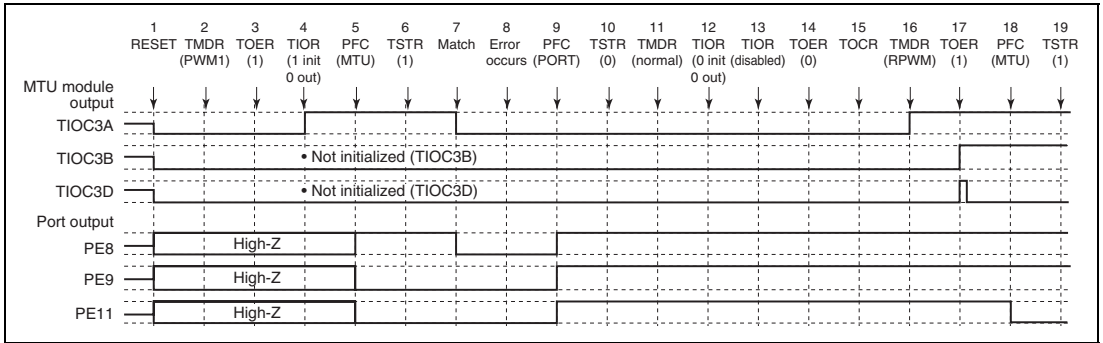 1 2 3 4 5 6 7 8 9 10 11 12 13 14 15 16 17 18 19
RESET TMDR TOER TIOR PFC TSTR Match Error PFC TSTR TMDR TIOR TIOR TOER TOCR TMDR TOER PFC TSTR
(PWM1) (1) (1 init (MTU) (1) occurs (PORT) (0) (normal) (0 init (disabled) (0) (RPWM) (1) (MTU) (1)
0 out) 0 out)
MTU module
output
TIOC3A
TIOC3B • Not initialized (TIOC3B)
TIOC3D • Not initialized (TIOC3D)
Port output
PE8 High-Z
PE9 High-Z
PE11 High-Z